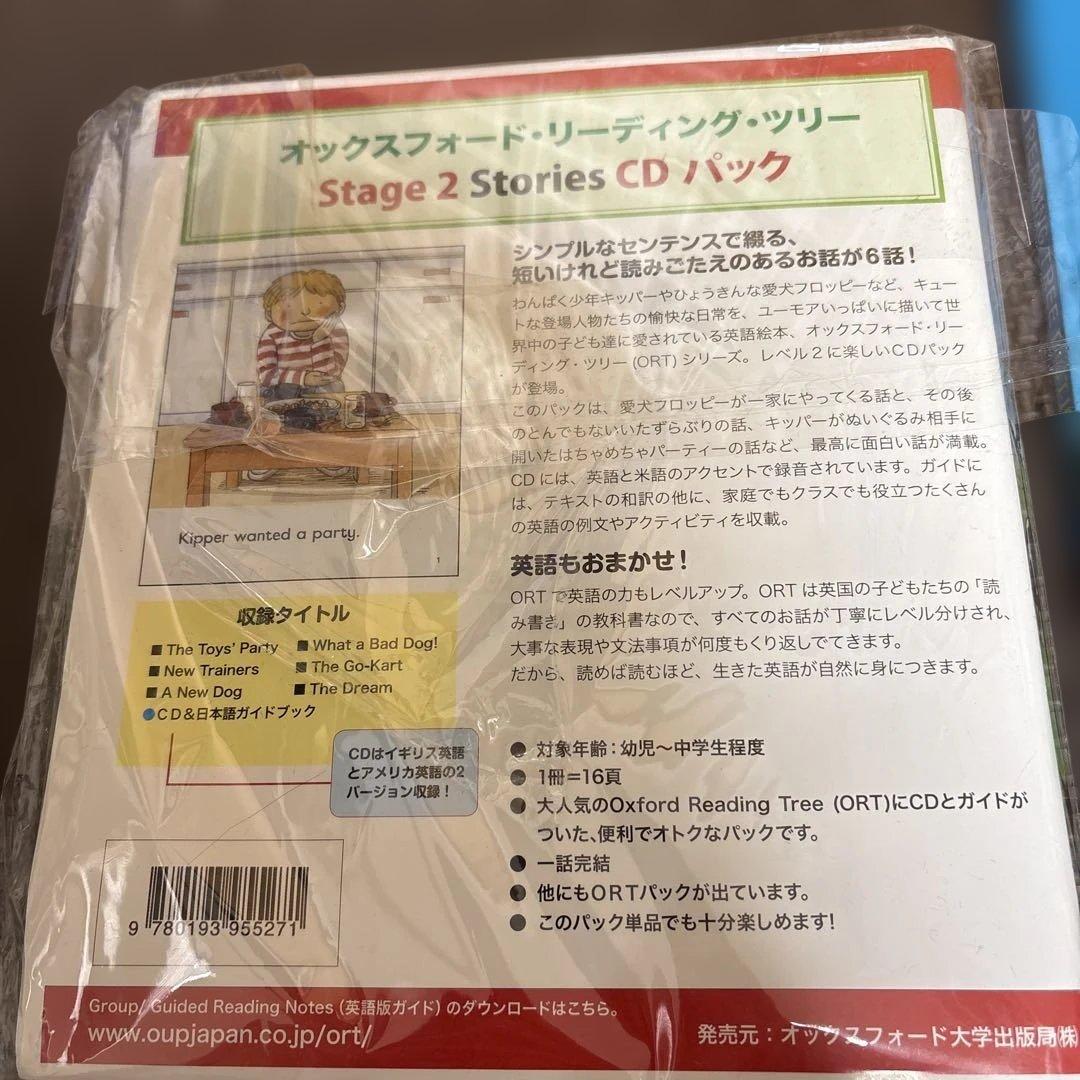 オックスフォード・リーディング・ツリー
Stage 2 Stories CD パック
シンプルなセンテンスで綴る、
短いけれど読みごたえのあるお話が6話!
わんぱく少年キッパーやひょうきんな愛犬フロッピーなど、キュー
トな登場人物たちの愉快な日常を、ユーモアいっぱいに描いて世
界中の子ども達に愛されている英語絵本、オックスフォード・リー
ディング・ツリー(ORT)シリーズ。レベル2に楽しいCDパック
が登場。
このパックは、愛犬フロッピーが一家にやってくる話と、その後
のとんでもないいたずらぶりの話、キッパーがぬいぐるみ相手に
開いたはちゃめちゃパーティーの話など、最高に面白い話が満載。
CDには、英語と米語のアクセントで録音されています。ガイドに
は、テキストの和訳の他に、家庭でもクラスでも役立つたくさん
の英語の例文やアクティビティを収載。
Kipper wanted a party.
1
英語もおまかせ!
ORTで英語の力もレベルアップ。ORTは英国の子どもたちの「読
み書き」の教科書なので、すべてのお話が丁寧にレベル分けされ、
大事な表現や文法事項が何度もくり返しでてきます。
だから、読めば読むほど、生きた英語が自然に身につきます。
収録タイトル
■ The Toys' Party ■ What a Bad Dog!
■ New Trainers ■ The Go-Kart
■ A New Dog ■ The Dream
●CD&日本語ガイドブック
CDはイギリス英語
とアメリカ英語の2
バージョン収録!
● 対象年齢:幼児～中学生程度
● 1冊=16頁
● 大人気のOxford Reading Tree (ORT)にCDとガイドが
ついた、便利でオトクなパックです。
● 一話完結
● 他にもORTパックが出ています。
● このパック単品でも十分楽しめます!
9 780193 955271
Group/ Guided Reading Notes (英語版ガイド) のダウンロードはこちら。
www.oupjapan.co.jp/ort/
発売元:オックスフォード大学出版局㈱